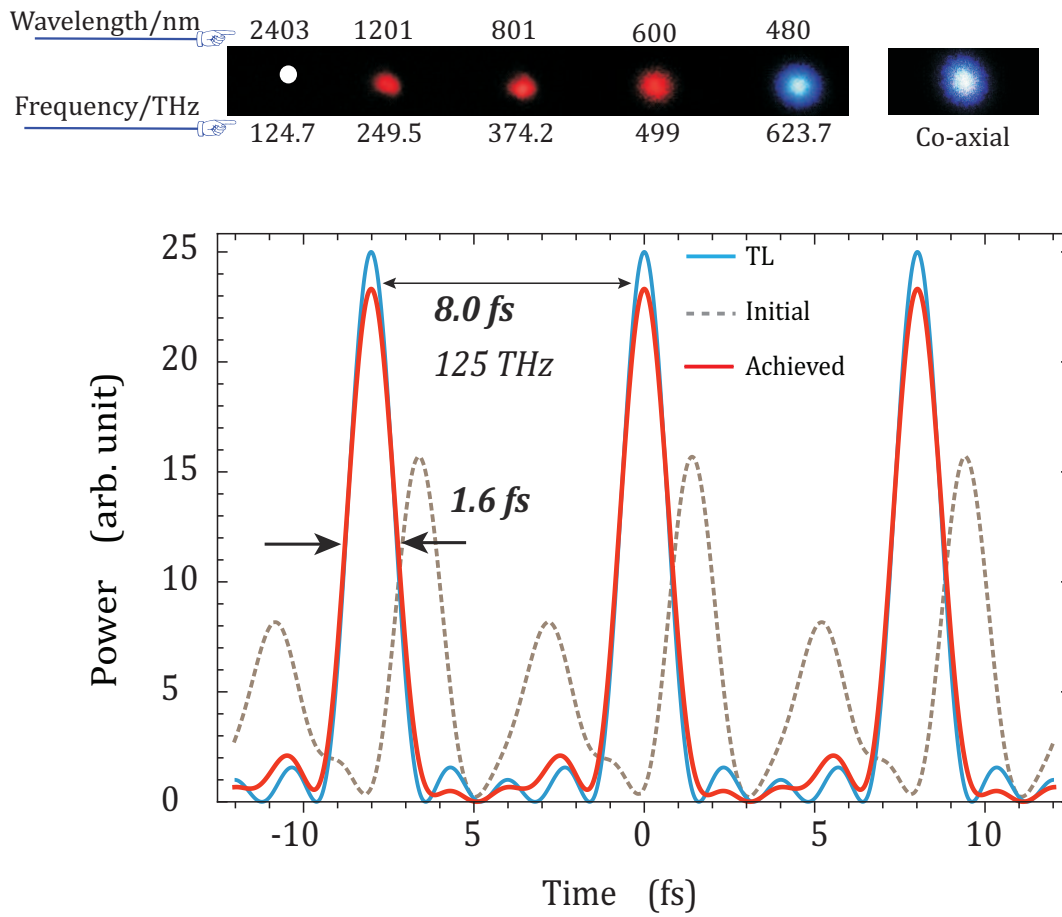 Wavelength/nm 2403 1201 801 600 480
Frequency/THz 124.7 249.5 374.2 499 623.7 Co-axial
25
20
15
10
5
0
Power (arb. unit)
TL
Initial
Achieved
8.0 fs
125 THz
1.6 fs
-10 5 0 5 10
Time (fs)